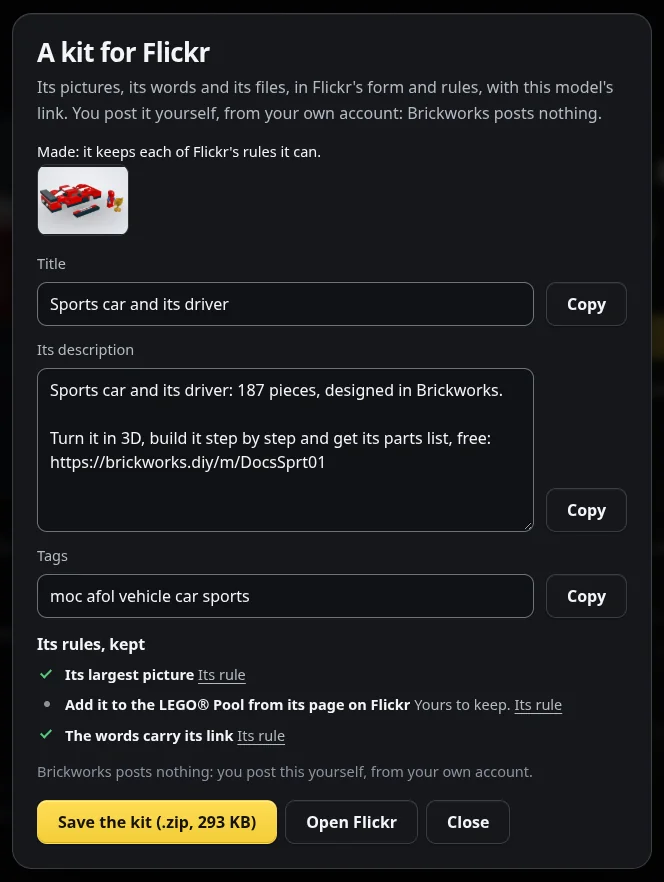 A kit for Flickr
Its pictures, its words and its files, in Flickr's form and rules, with this model's
link. You post it yourself, from your own account: Brickworks posts nothing.
Made: it keeps each of Flickr's rules it can.
Title
Sports car and its driver
Copy
Its description
Sports car and its driver: 187 pieces, designed in Brickworks.
Turn it in 3D, build it step by step and get its parts list, free:
https://brickworks.diy/m/DocsSprt01
Copy
Tags
moc afol vehicle car sports
Copy
Its rules, kept
Its largest picture Its rule
Add it to the LEGO® Pool from its page on Flickr Yours to keep. Its rule
The words carry its link Its rule
Brickworks posts nothing: you post this yourself, from your own account.
Save the kit (.zip, 293 KB)
Open Flickr
Close